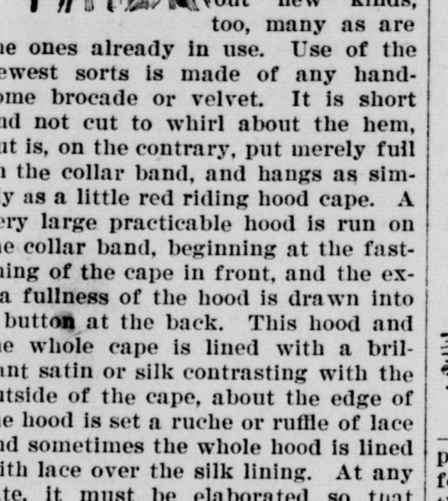 out new kinds,
too, many as are
e ones already in use. Use of the
ewest sorts is made of any hand-
ome brocade or velvet. It is short
nd not cut to whirl about the hem,
ut is, on the contrary, put merely full
the collar band, and hangs as sim-
y as a little red riding hood cape. A
ery large practicable hood is run on
e collar band, beginning at the fast-
ning of the cape in front, and the ex-
a fullness of the hood is drawn into
button at the back. This hood and
e whole cape is lined with a bril-
ant satin or silk contrasting with the
utside of the cape, about the edge of
e hood is set a ruche or ruffle of lace
nd sometimes the whole hood is lined
ith lace over the silk lining. At any
te, it must be elaborated so that